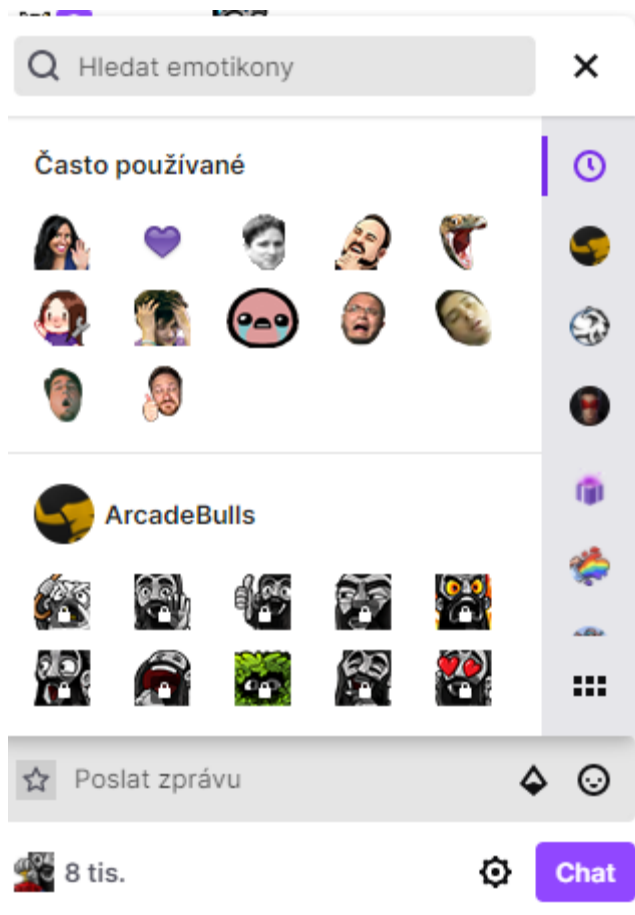 Hledat emotikony
Často používané
ArcadeBulls
Poslat zprávu
8 tis.
Chat